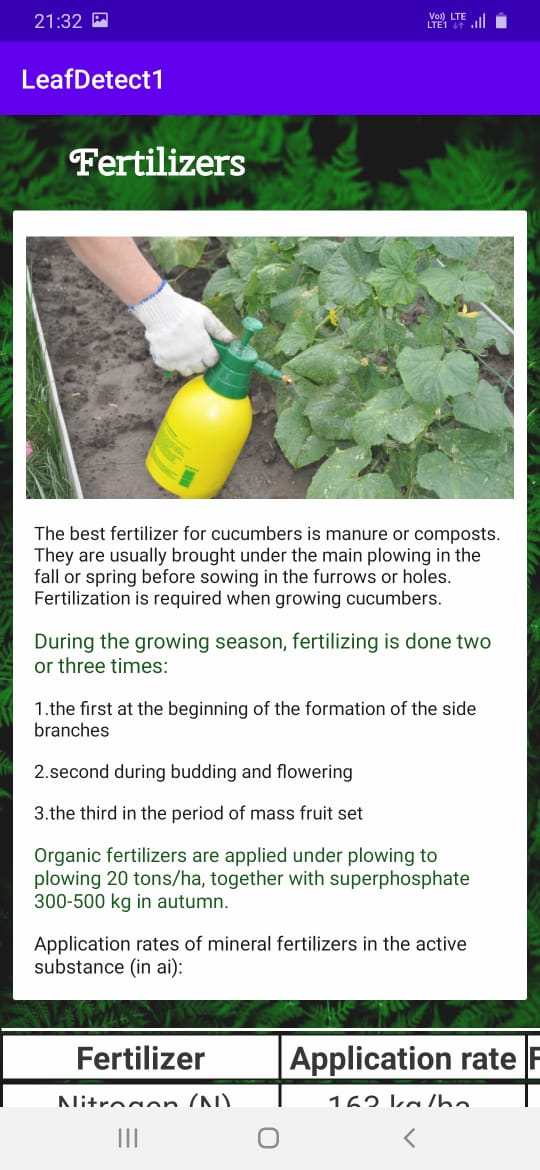 21:32
Vo)) LTE
LTE1
LeafDetect1
Fertilizers
The best fertilizer for cucumbers is manure or composts.
They are usually brought under the main plowing in the
fall or spring before sowing in the furrows or holes.
Fertilization is required when growing cucumbers.
During the growing season, fertilizing is done two
or three times:
1.the first at the beginning of the formation of the side
branches
2.second during budding and flowering
3.the third in the period of mass fruit set
Organic fertilizers are applied under plowing to
plowing 20 tons/ha, together with superphosphate
300-500 kg in autumn.
Application rates of mineral fertilizers in the active
substance (in ai):
Fertilizer Application rate F
Nitrogen (N) 162 kg/ha